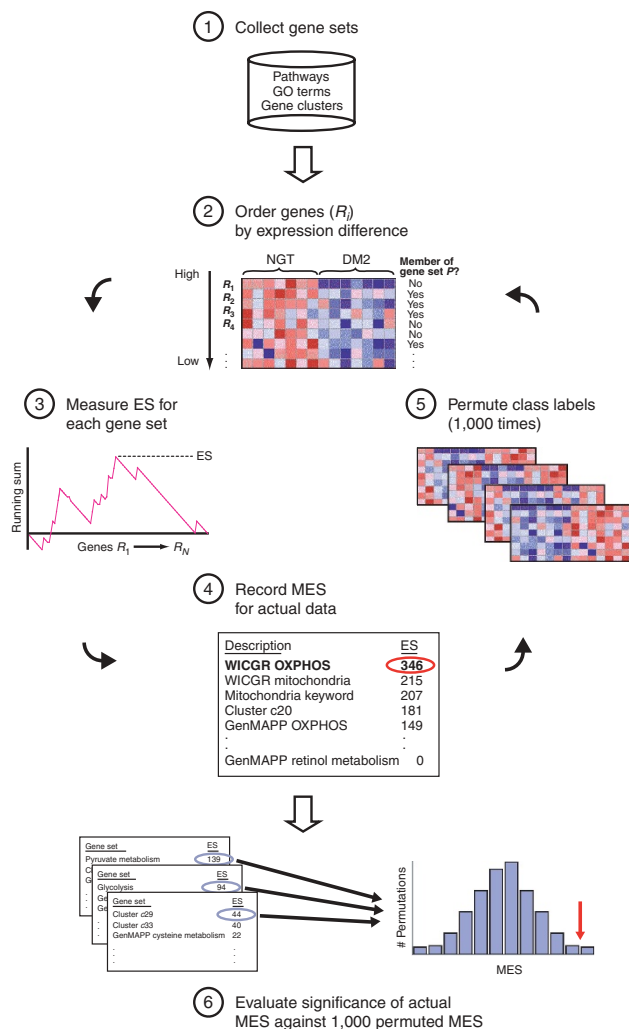 1 Collect gene sets
Pathways
GO terms
Gene clusters
2 Order genes (Ri)
by expression difference
NGT DM2 Member of
gene set P?
High
R1 No
Yes
R2 Yes
R3 Yes
R4 No
No
Yes
Low . .
. .
. .
3 Measure ES for
each gene set
ES
Running sum
Genes R1 RN
5 Permute class labels
(1,000 times)
4 Record MES
for actual data
Description ES
WICGR OXPHOS 346
WICGR mitochondria 215
Mitochondria keyword 207
Cluster c20 181
GenMAPP OXPHOS 149
. .
. .
GenMAPP retinol metabolism 0
Gene set ES
Pyruvate metabolism 139
C
G
.
.
.
Gene set ES
Glycolysis 94
Ge
Ge
.
.
.
Gene set ES
Cluster c29 44
Cluster c33 40
GenMAPP cysteine metabolism 22
. .
. .
. .
# Permutations
MES
6 Evaluate significance of actual
MES against 1,000 permuted MES